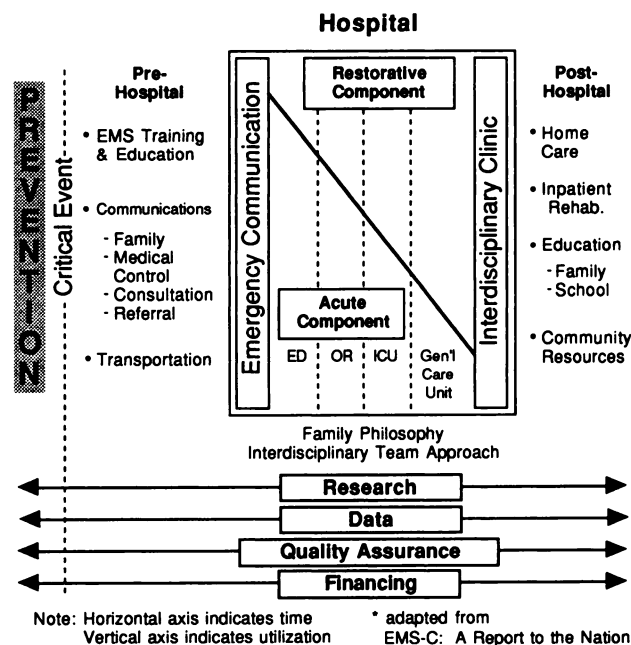 Hospital
PREVENTION
Critical Event
Pre-
Hospital
• EMS Training
& Education
• Communications
- Family
- Medical
Control
- Consultation
- Referral
• Transportation
Emergency Communication
Restorative
Component
Acute
Component
ED
OR
ICU
Gen'l
Care
Unit
Interdisciplinary Clinic
Post-
Hospital
• Home
Care
• Inpatient
Rehab.
• Education
- Family
- School
• Community
Resources
Family Philosophy
Interdisciplinary Team Approach
Research
Data
Quality Assurance
Financing
Note: Horizontal axis indicates time
Vertical axis indicates utilization
* adapted from
EMS-C: A Report to the Nation